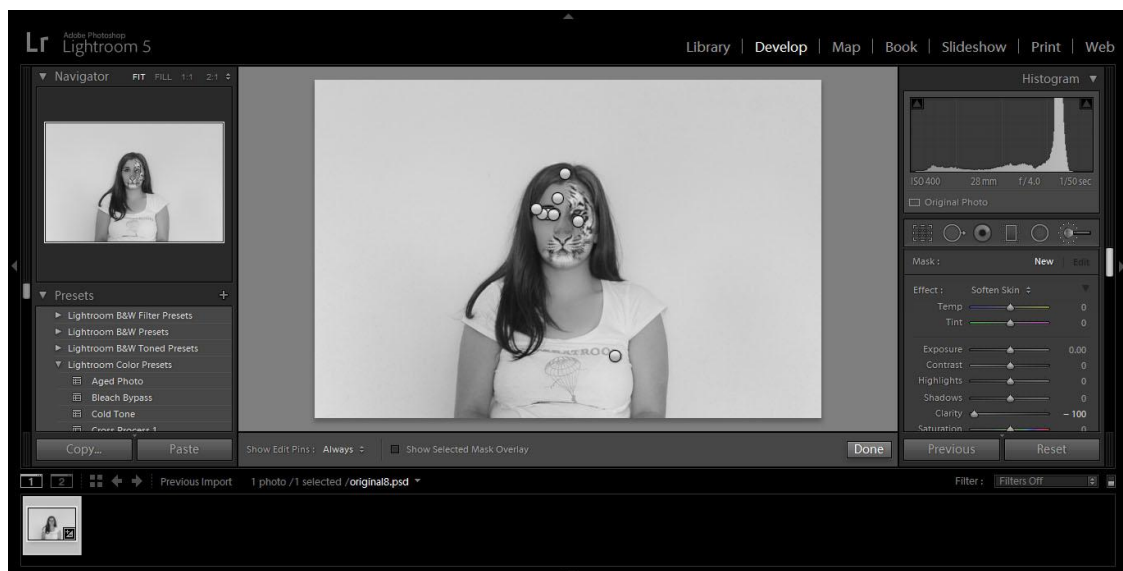 Lr Adobe Photoshop
Lightroom 5
Library | Develop | Map | Book | Slideshow | Print | Web
Navigator FIT FILL 1:1 2:1
Histogram
ISO 400 28 mm f / 4.0 1/50 sec
Original Photo
Mask : New Edit
Presets +
Effect : Soften Skin
Lightroom B&W Filter Presets
Temp 0
Lightroom B&W Presets
Tint 0
Lightroom B&W Toned Presets
Lightroom Color Presets
Exposure 0.00
Aged Photo
Contrast 0
Bleach Bypass
Highlights 0
Cold Tone
Shadows 0
Cross Process 1
Clarity – 100
Saturation 0
Copy... Paste
Show Edit Pins : Always Show Selected Mask Overlay
Done
Previous Reset
1 2 Previous Import 1 photo /1 selected /original8.psd
Filter : Filters Off